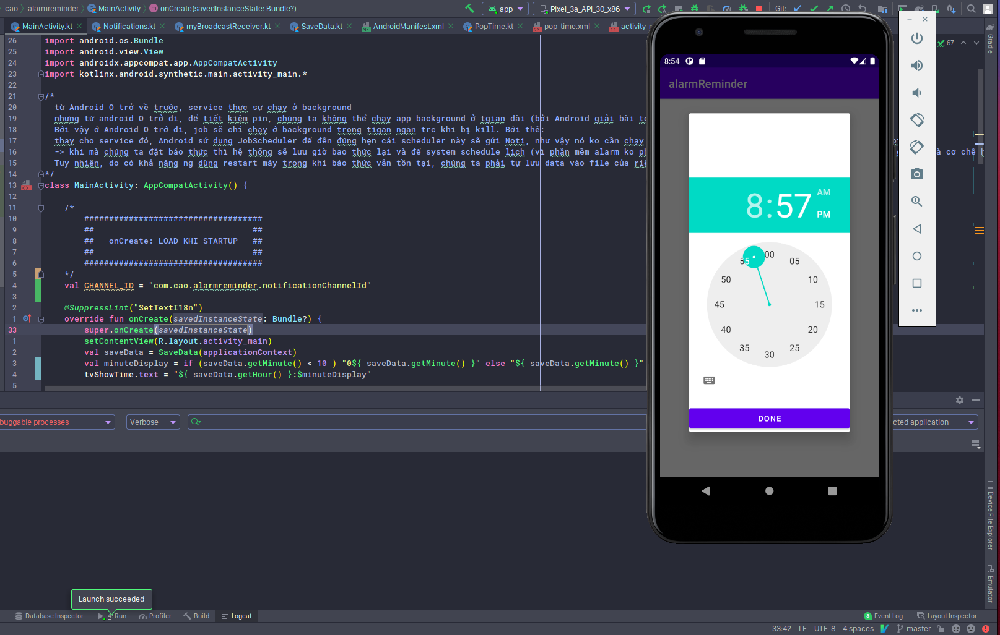 cao
alarmreminder
MainActivity
onCreate(savedInstanceState: Bundle?)
app
Pixel_3a_API_30_x86
Git:
MainActivity.kt
Notifications.kt
myBroadcastReceiver.kt
SaveData.kt
AndroidManifest.xml
PopTime.kt
pop_time.xml
67
Gradle
26 import android.os.Bundle
25 import android.view.View
24 import androidx.appcompat.app.AppCompatActivity
23 import kotlinx.android.synthetic.main.activity_main.*
22
21 /*
20 từ Android O trở về trước, service thực sự chạy ở background
19 nhưng từ android O trở đi, để tiết kiệm pin, chúng ta không thể chạy app background ở tgian dài (bởi Android giải bài
18 Bởi vậy ở Android O trở đi, job sẽ chỉ chạy ở background trong tigan ngắn trc khi bị kill. Bởi thế:
17 thay cho service đó, Android sử dụng JobScheduler để đến đúng hẹn cái scheduler này sẽ gửi Noti, như vậy nó ko cần chạy
16 -> khi mà chúng ta đặt báo thức thì hệ thống sẽ lưu giờ bao thức lại và để system schedule lịch (vì phần mềm alarm ko
15 Tuy nhiên, do có khả năng ng dùng restart máy trong khi báo thức vẫn tồn tại, chúng ta phải tự lưu data vào file của
14 */
13 class MainActivity: AppCompatActivity() {
12
11 /*
10 ####################################
9 ## ##
8 ## onCreate: LOAD KHI STARTUP ##
7 ## ##
6 ####################################
5 */
4 val CHANNEL_ID = "com.cao.alarmreminder.notificationChannelId"
3
2 @SuppressLint("SetTextI18n")
1 override fun onCreate(savedInstanceState: Bundle?) {
33 super.onCreate(savedInstanceState)
1 setContentView(R.layout.activity_main)
2 val saveData = SaveData(applicationContext)
3 val minuteDisplay = if (saveData.getMinute() < 10 ) "0${ saveData.getMinute() }" else "${ saveData.getMinute() }"
4 tvShowTime.text = "${ saveData.getHour() }:$minuteDisplay"
5
và cơ chế
8:54
alarmReminder
8:57
AM
PM
00
05
10
15
20
25
30
35
40
45
50
55
DONE
Verbose
application
Device File Explorer
Emulator
Launch succeeded
Database Inspector
4: Run
Profiler
Build
Logcat
3 Event Log
Layout Inspector
33:42
LF
UTF-8
4 spaces
master